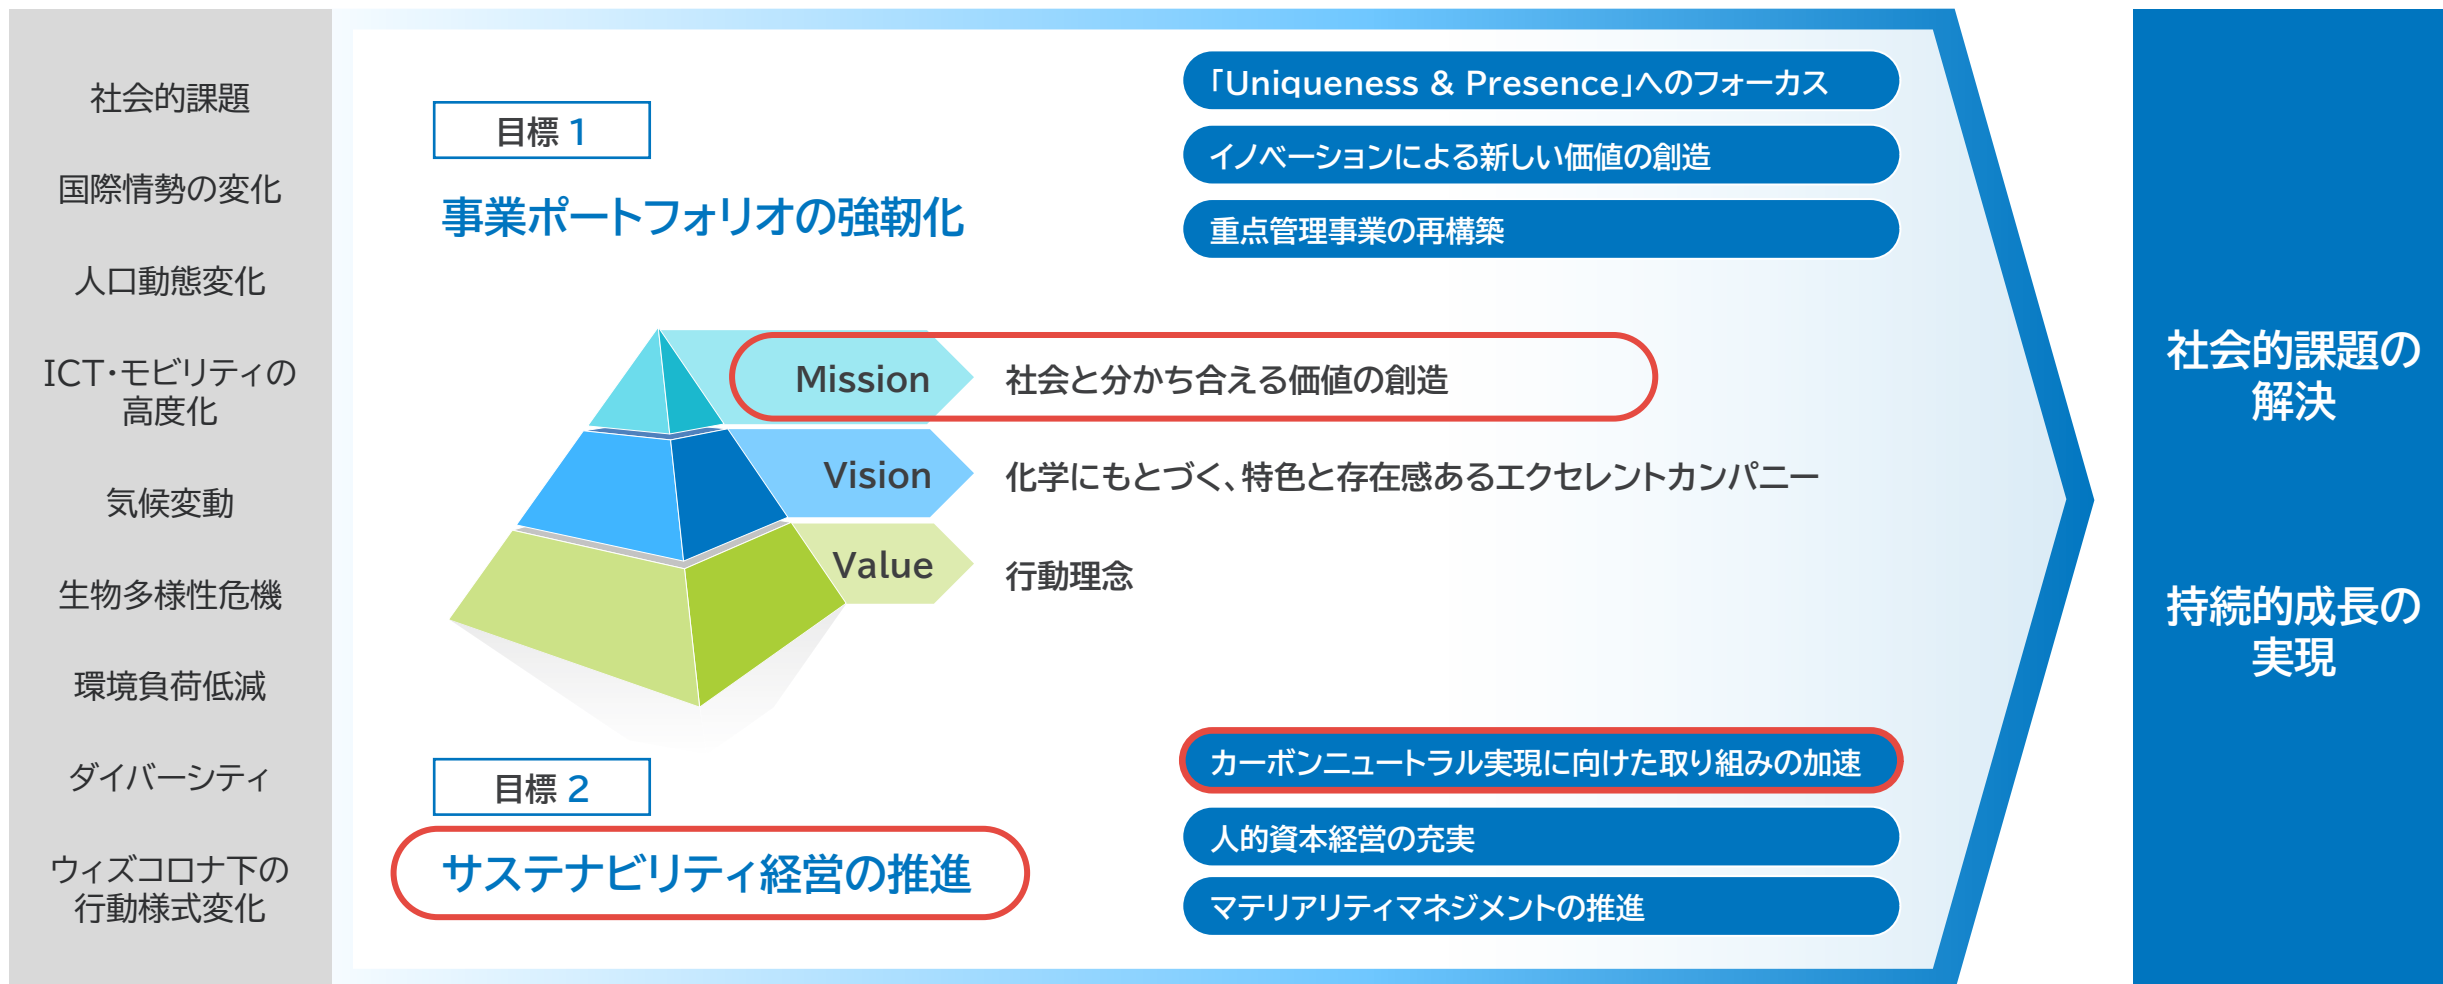 社会的課題
国際情勢の変化
人口動態変化
ICT・モビリティの
高度化
気候変動
生物多様性危機
環境負荷低減
ダイバーシティ
ウィズコロナ下の
行動様式変化
目標 1
事業ポートフォリオの強靭化
「Uniqueness & Presence」へのフォーカス
イノベーションによる新しい価値の創造
重点管理事業の再構築
Mission 社会と分かち合える価値の創造
Vision 化学にもとづく、特色と存在感あるエクセレントカンパニー
Value 行動理念
目標 2
サステナビリティ経営の推進
カーボンニュートラル実現に向けた取り組みの加速
人的資本経営の充実
マテリアリティマネジメントの推進
社会的課題の
解決
持続的成長の
実現